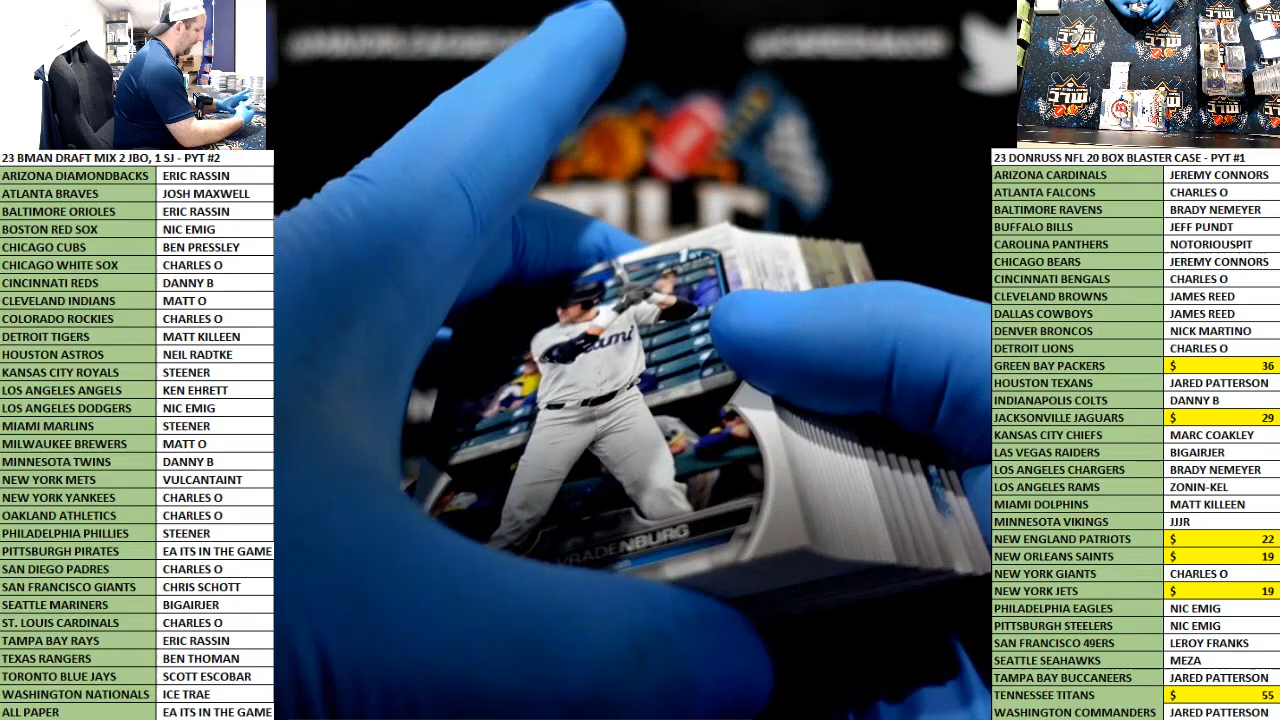 23 BMAN DRAFT MIX 2 JBO, 1 SJ - PYT #2
ARIZONA DIAMONDBACKS ERIC RASSIN
ATLANTA BRAVES JOSH MAXWELL
BALTIMORE ORIOLES ERIC RASSIN
BOSTON RED SOX NIC EMIG
CHICAGO CUBS BEN PRESSLEY
CHICAGO WHITE SOX CHARLES O
CINCINNATI REDS DANNY B
CLEVELAND INDIANS MATT O
COLORADO ROCKIES CHARLES O
DETROIT TIGERS MATT KILLEEN
HOUSTON ASTROS NEIL RADTKE
KANSAS CITY ROYALS STEENER
LOS ANGELES ANGELS KEN EHRETT
LOS ANGELES DODGERS NIC EMIG
MIAMI MARLINS STEENER
MILWAUKEE BREWERS MATT O
MINNESOTA TWINS DANNY B
NEW YORK METS VULCANTAINT
NEW YORK YANKEES CHARLES O
OAKLAND ATHLETICS CHARLES O
PHILADELPHIA PHILLIES STEENER
PITTSBURGH PIRATES EA ITS IN THE GAME
SAN DIEGO PADRES CHARLES O
SAN FRANCISCO GIANTS CHRIS SCHOTT
SEATTLE MARINERS BIGAIRJER
ST. LOUIS CARDINALS CHARLES O
TAMPA BAY RAYS ERIC RASSIN
TEXAS RANGERS BEN THOMAN
TORONTO BLUE JAYS SCOTT ESCOBAR
WASHINGTON NATIONALS ICE TRAE
ALL PAPER EA ITS IN THE GAME
23 DONRUSS NFL 20 BOX BLASTER CASE - PYT #1
ARIZONA CARDINALS JEREMY CONNORS
ATLANTA FALCONS CHARLES O
BALTIMORE RAVENS BRADY NEMEYER
BUFFALO BILLS JEFF PUNDT
CAROLINA PANTHERS NOTORIOUSPIT
CHICAGO BEARS JEREMY CONNORS
CINCINNATI BENGALS CHARLES O
CLEVELAND BROWNS JAMES REED
DALLAS COWBOYS JAMES REED
DENVER BRONCOS NICK MARTINO
DETROIT LIONS CHARLES O
GREEN BAY PACKERS $ 36
HOUSTON TEXANS JARED PATTERSON
INDIANAPOLIS COLTS DANNY B
JACKSONVILLE JAGUARS $ 29
KANSAS CITY CHIEFS MARC COAKLEY
LAS VEGAS RAIDERS BIGAIRJER
LOS ANGELES CHARGERS BRADY NEMEYER
LOS ANGELES RAMS ZONIN-KEL
MIAMI DOLPHINS MATT KILLEEN
MINNESOTA VIKINGS JJJR
NEW ENGLAND PATRIOTS $ 22
NEW ORLEANS SAINTS $ 19
NEW YORK GIANTS CHARLES O
NEW YORK JETS $ 19
PHILADELPHIA EAGLES NIC EMIG
PITTSBURGH STEELERS NIC EMIG
SAN FRANCISCO 49ERS LEROY FRANKS
SEATTLE SEAHAWKS MEZA
TAMPA BAY BUCCANEERS JARED PATTERSON
TENNESSEE TITANS $ 55
WASHINGTON COMMANDERS JARED PATTERSON